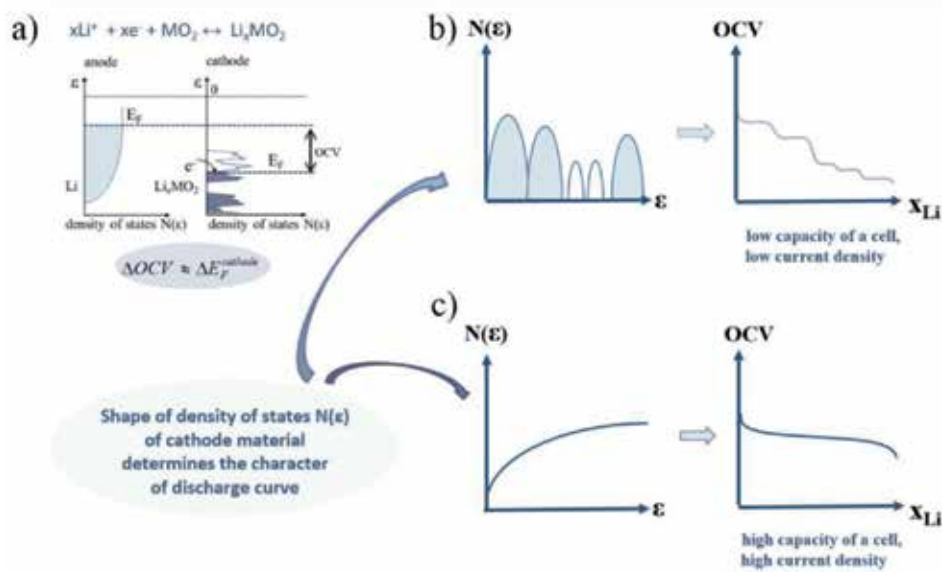 a)
xLi⁺ + xe⁻ + MO₂ ↔ LiₓMO₂
anode
cathode
ε
ε
0
E_F
OCV
e⁻
E_F
Li
LiₓMO₂
density of states N(ε)
density of states N(ε)
ΔOCV ≈ ΔE_F^cathode
Shape of density of states N(ε)
of cathode material
determines the character
of discharge curve
b)
N(ε)
ε
OCV
x_Li
low capacity of a cell,
low current density
c)
N(ε)
ε
OCV
x_Li
high capacity of a cell,
high current density